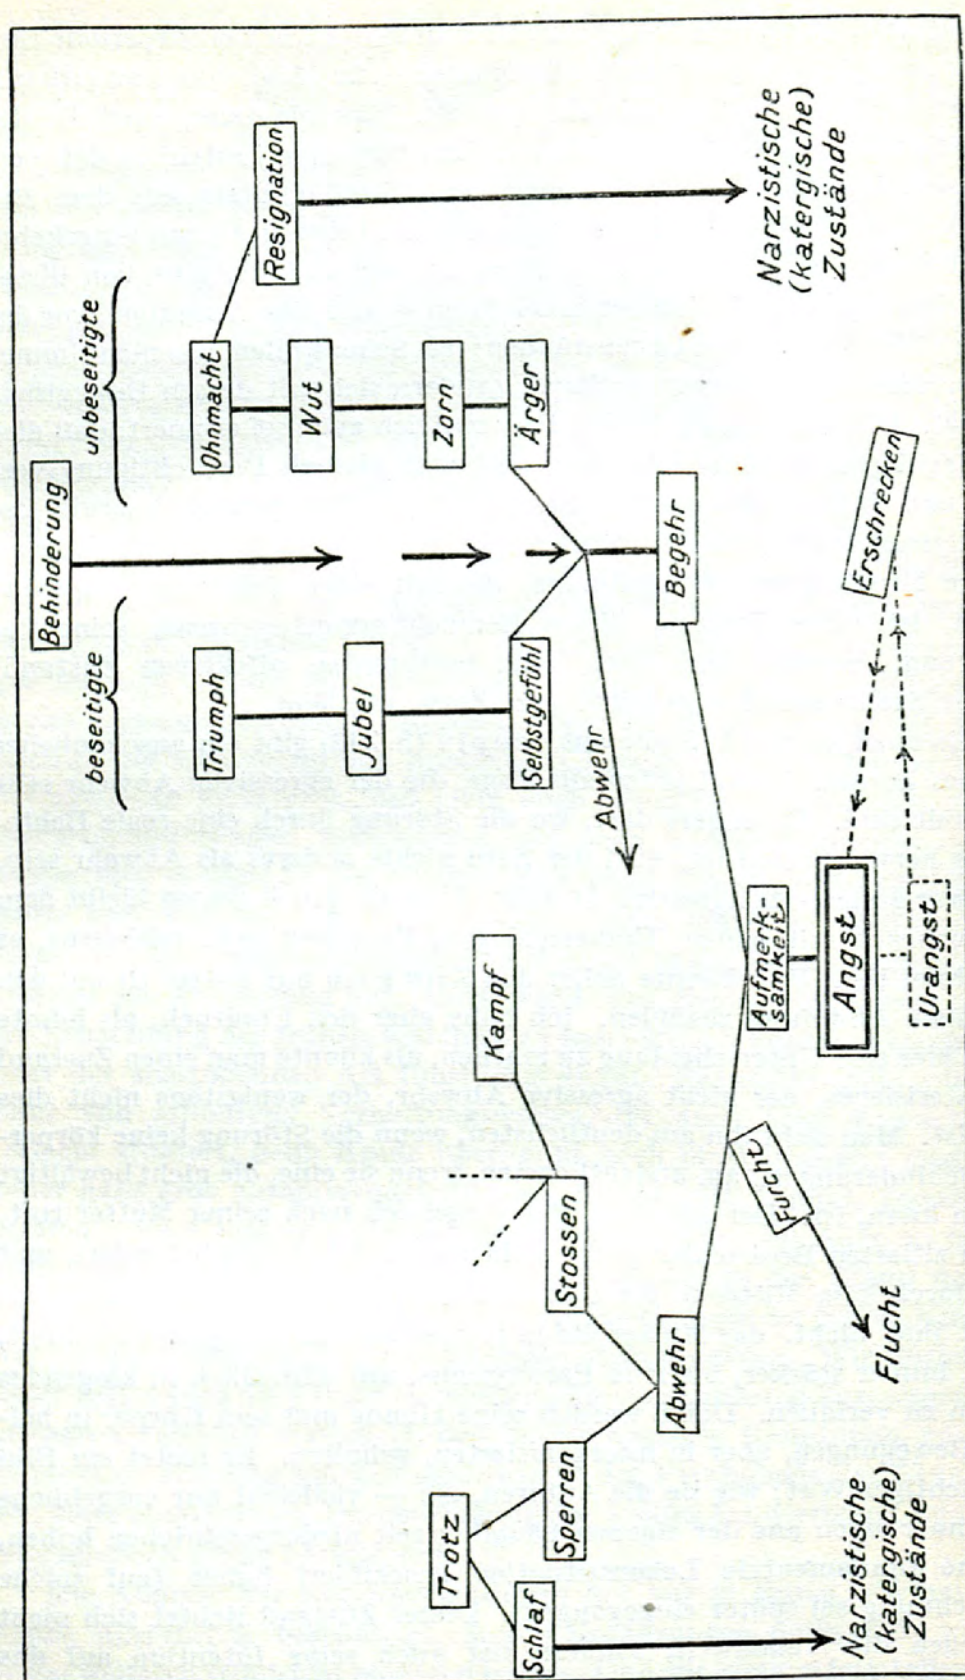 Behinderung
beseitigte
unbeseitigte
Triumph
Ohnmacht
Resignation
Jubel
Wut
Zorn
Trotz
Kampf
Selbstgefühl
Ärger
Schlaf
Sperren
Stossen
Abwehr
Abwehr
Begehr
Aufmerk-
samkeit
Furcht
Angst
Erschrecken
Urangst
Flucht
Narzistische
(katergische)
Zustände
Narzistische
(katergische)
Zustände